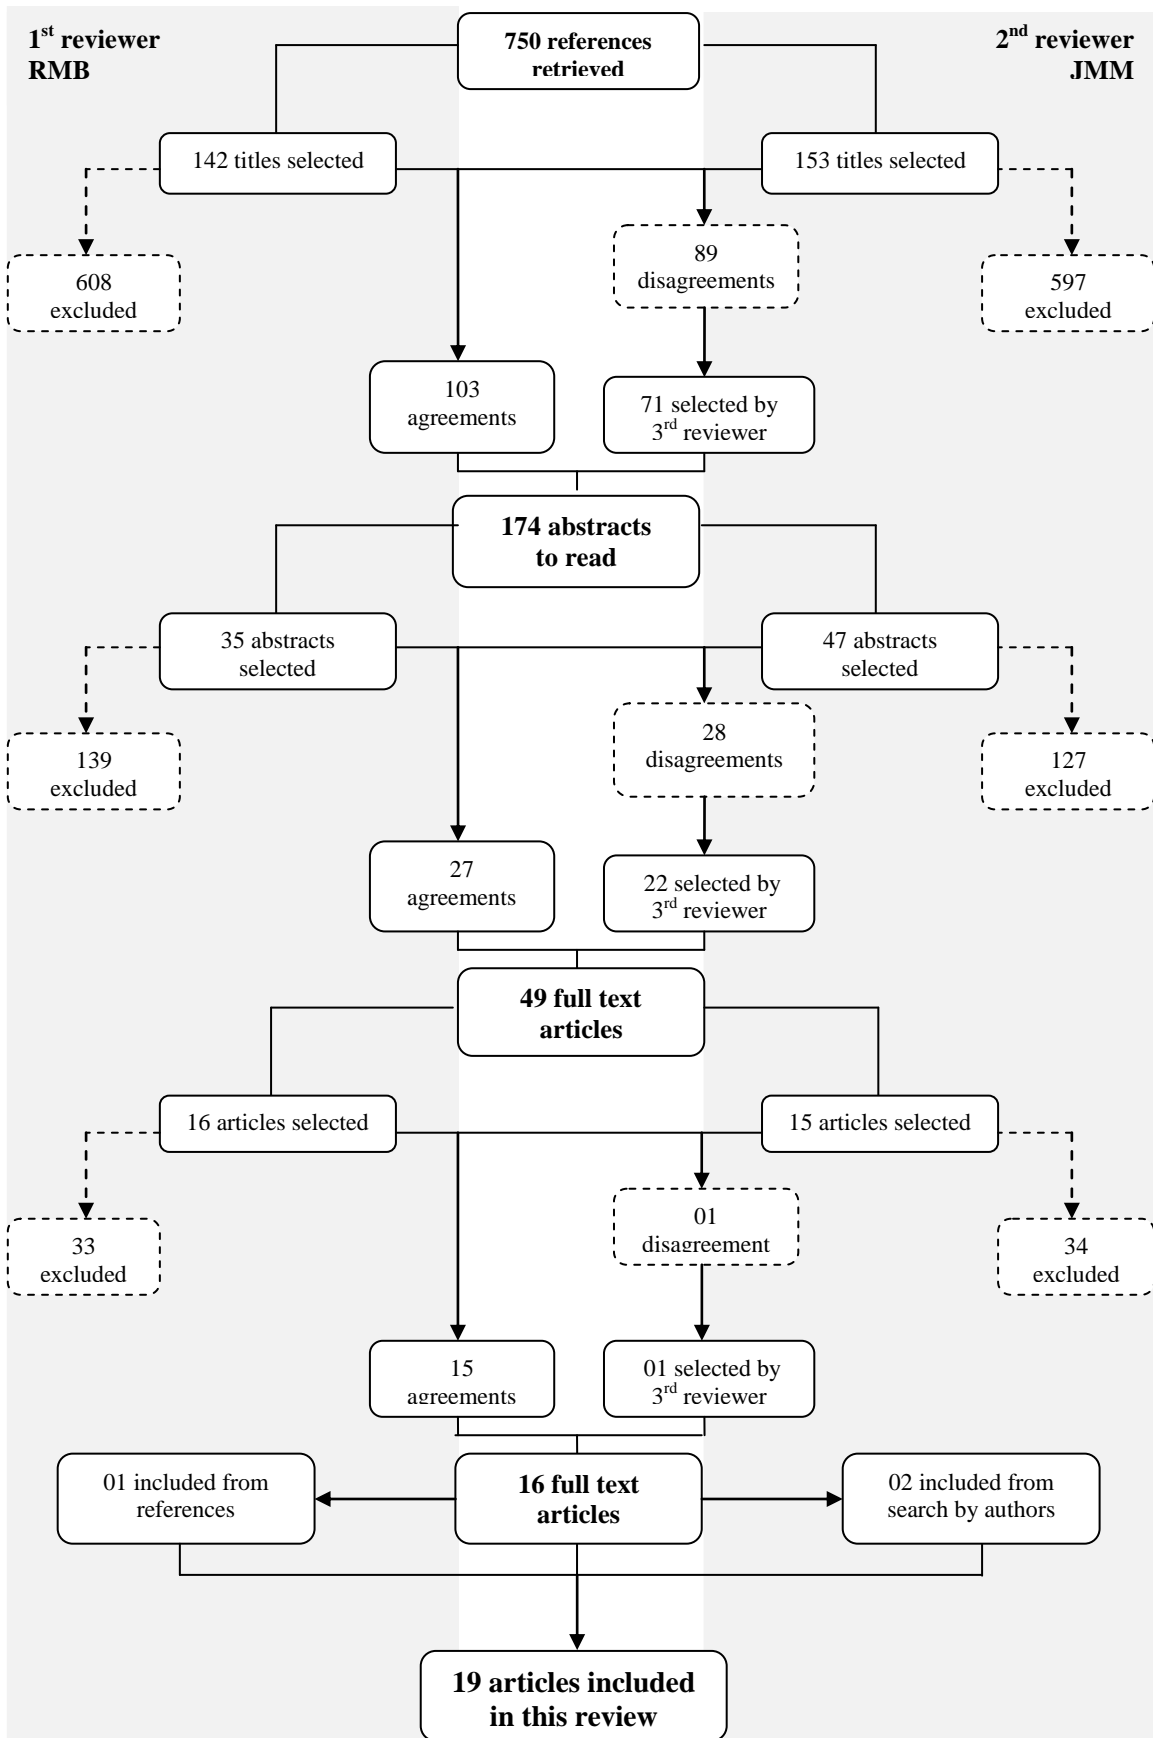 1st reviewer
RMB
750 references
retrieved
2nd reviewer
JMM
142 titles selected
153 titles selected
608
excluded
89
disagreements
597
excluded
103
agreements
71 selected by
3rd reviewer
174 abstracts
to read
35 abstracts
selected
47 abstracts
selected
139
excluded
28
disagreements
127
excluded
27
agreements
22 selected by
3rd reviewer
49 full text
articles
16 articles selected
15 articles selected
33
excluded
01
disagreement
34
excluded
15
agreements
01 selected by
3rd reviewer
01 included from
references
16 full text
articles
02 included from
search by authors
19 articles included
in this review